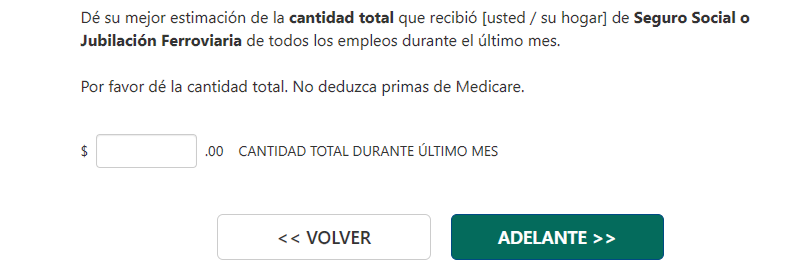 Dé su mejor estimación de la cantidad total que recibió [usted / su hogar] de Seguro Social o
Jubilación Ferroviaria de todos los empleos durante el último mes.
Por favor dé la cantidad total. No deduzca primas de Medicare.
$ .00 CANTIDAD TOTAL DURANTE ÚLTIMO MES
<< VOLVER ADELANTE >>